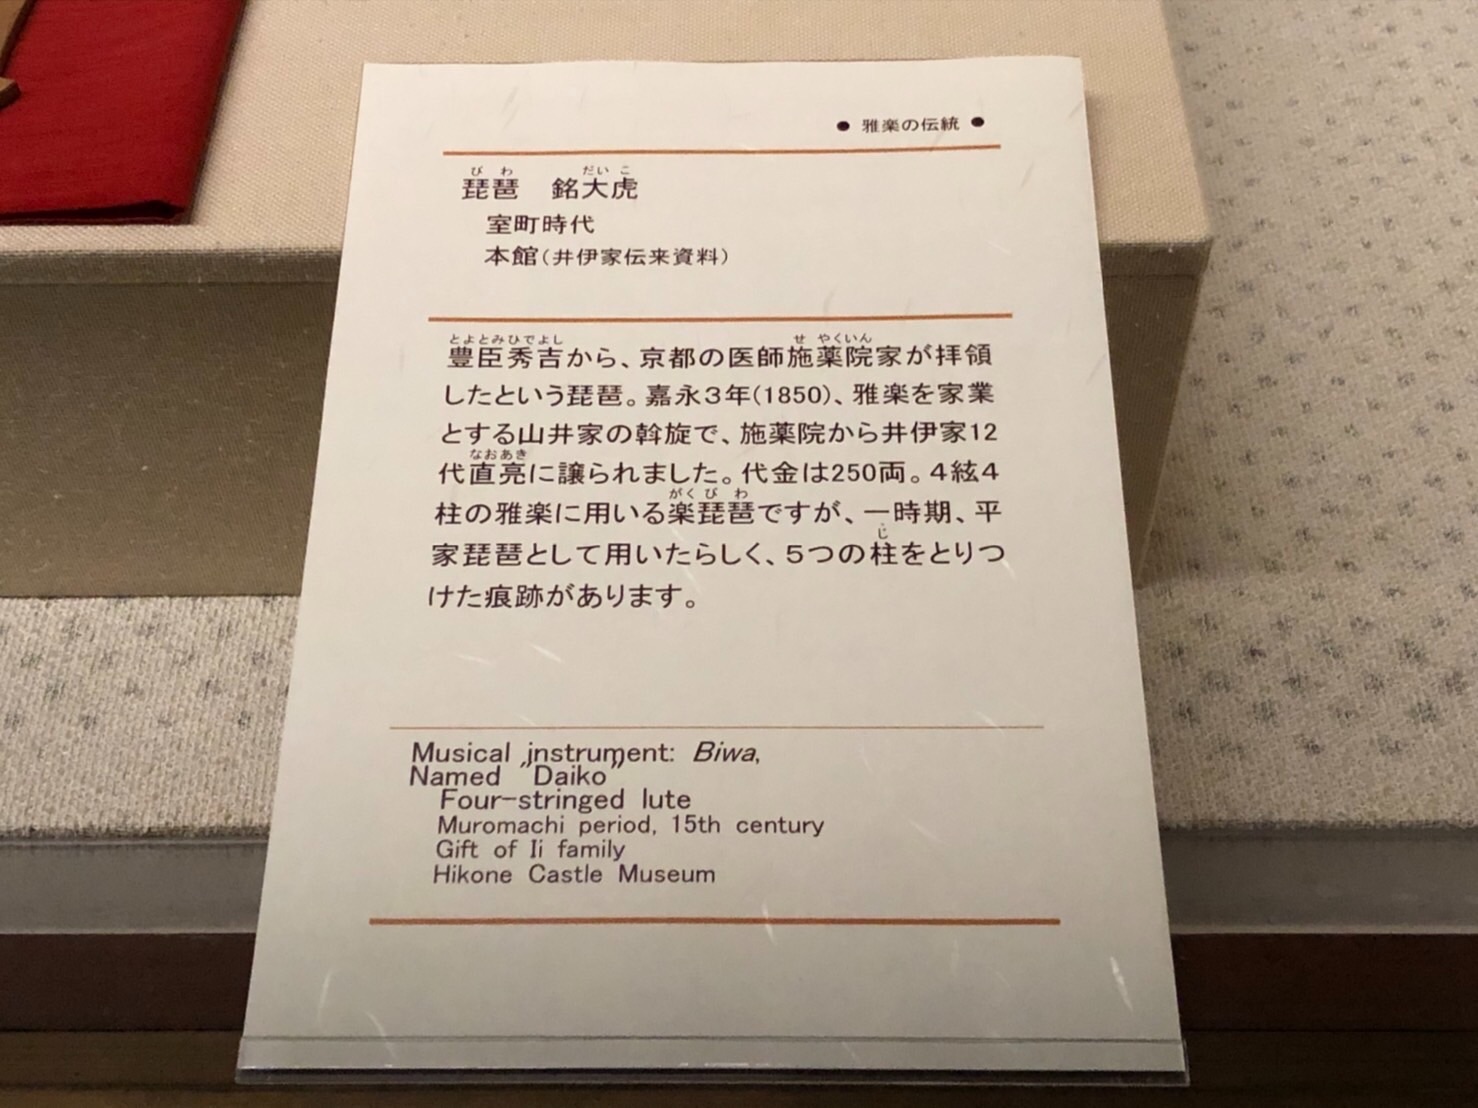 ● 雅楽の伝統 ●
びわ だいこ
琵琶 銘大虎
室町時代
本館(井伊家伝来資料)
とよとみひでよし せ やくいん
豊臣秀吉から、京都の医師施薬院家が拝領
したという琵琶。嘉永3年(1850)、雅楽を家業
とする山井家の斡旋で、施薬院から井伊家12
なおあき
代直亮に譲られました。代金は250両。4絃4
がくびわ
柱の雅楽に用いる楽琵琶ですが、一時期、平
じ
家琵琶として用いたらしく、5つの柱をとりつ
けた痕跡があります。
Musical instrument: Biwa,
Named "Daiko"
Four-stringed lute
Muromachi period, 15th century
Gift of Ii family
Hikone Castle Museum